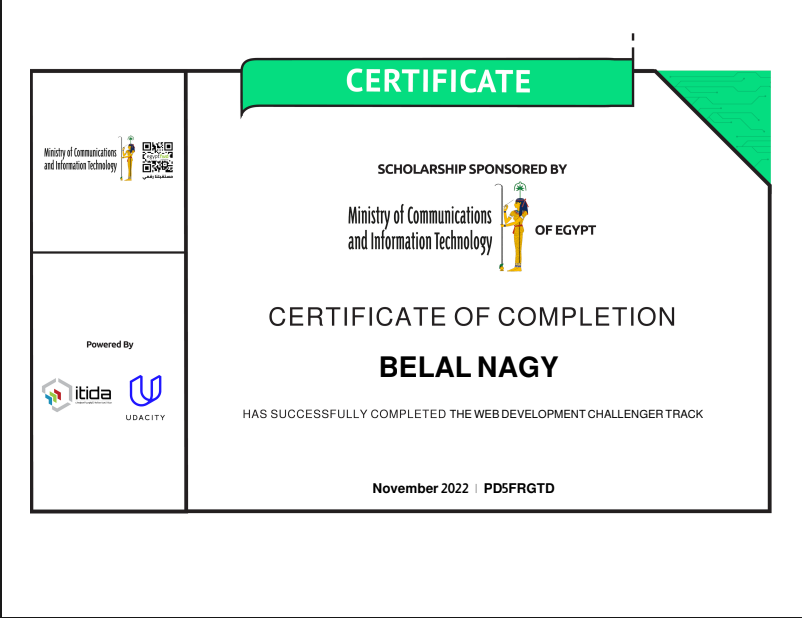 CERTIFICATE
Ministry of Communications
and Information Technology
مستقبلنا رقمي
SCHOLARSHIP SPONSORED BY
Ministry of Communications
and Information Technology
OF EGYPT
CERTIFICATE OF COMPLETION
BELAL NAGY
HAS SUCCESSFULLY COMPLETED THE WEB DEVELOPMENT CHALLENGER TRACK
Powered By
itida
UDACITY
November 2022 | PD5FRGTD